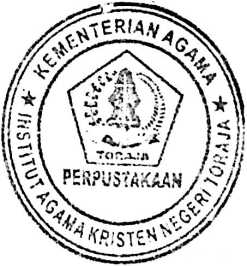 KEMENTERIAN AGAMA
TORAJA
PERPUSTAKAAN
INSTITUT AGAMA KRISTEN NEGERI TORAJA